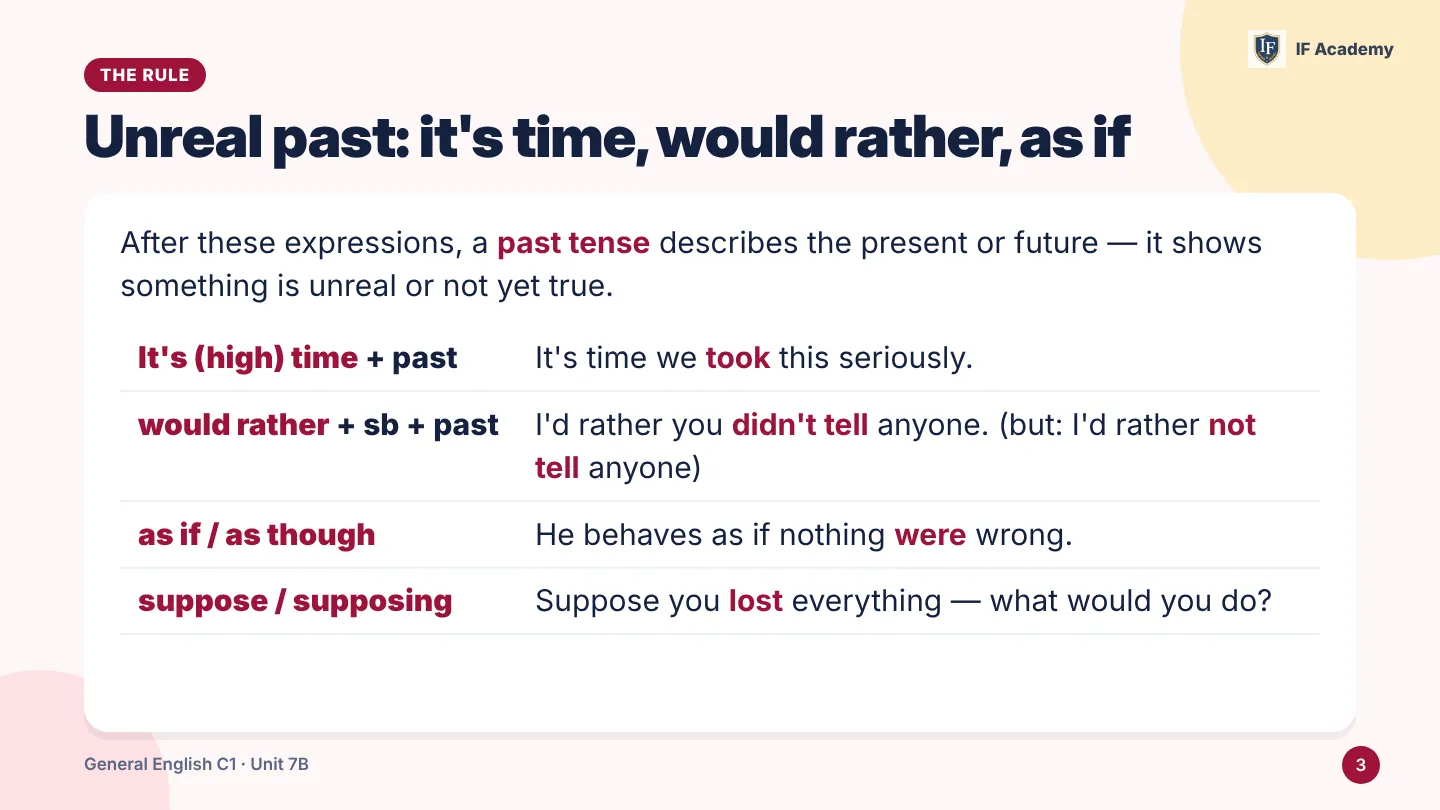 IF
IF Academy
THE RULE
Unreal past: it's time, would rather, as if
After these expressions, a past tense describes the present or future — it shows
something is unreal or not yet true.
It's (high) time + past
It's time we took this seriously.
would rather + sb + past
I'd rather you didn't tell anyone. (but: I'd rather not
tell anyone)
as if / as though
He behaves as if nothing were wrong.
suppose / supposing
Suppose you lost everything — what would you do?
General English C1 · Unit 7B
3